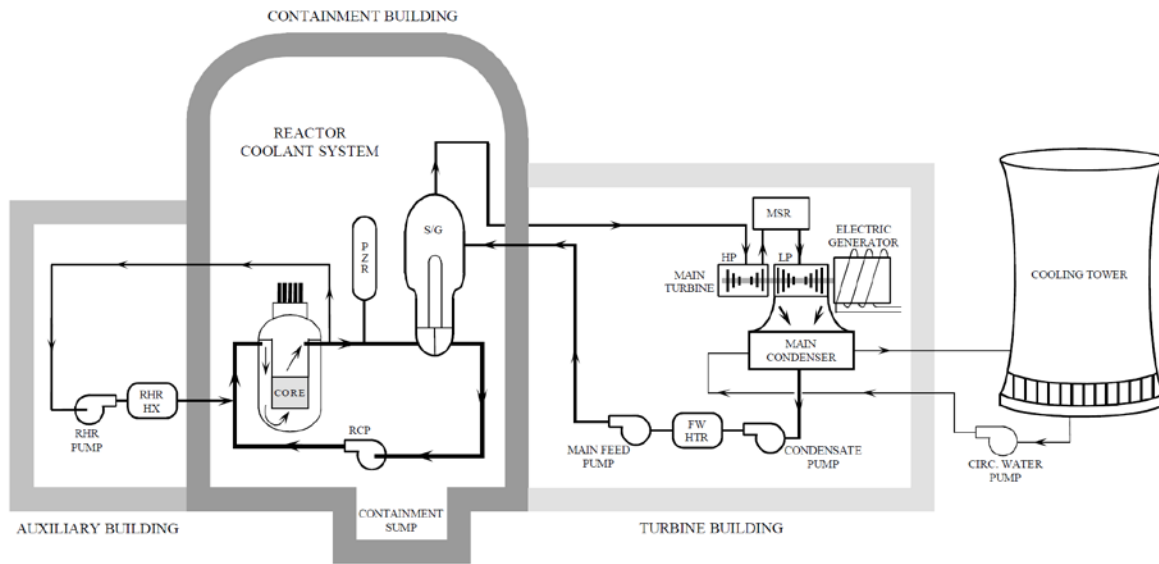 CONTAINMENT BUILDING
REACTOR
COOLANT SYSTEM
PZR
S/G
MSR
ELECTRIC
GENERATOR
HP
LP
MAIN
TURBINE
COOLING TOWER
MAIN
CONDENSER
CORE
RHR
HX
RHR
PUMP
RCP
FW
HTR
MAIN FEED
PUMP
CONDENSATE
PUMP
CIRC. WATER
PUMP
CONTAINMENT
SUMP
AUXILIARY BUILDING
TURBINE BUILDING